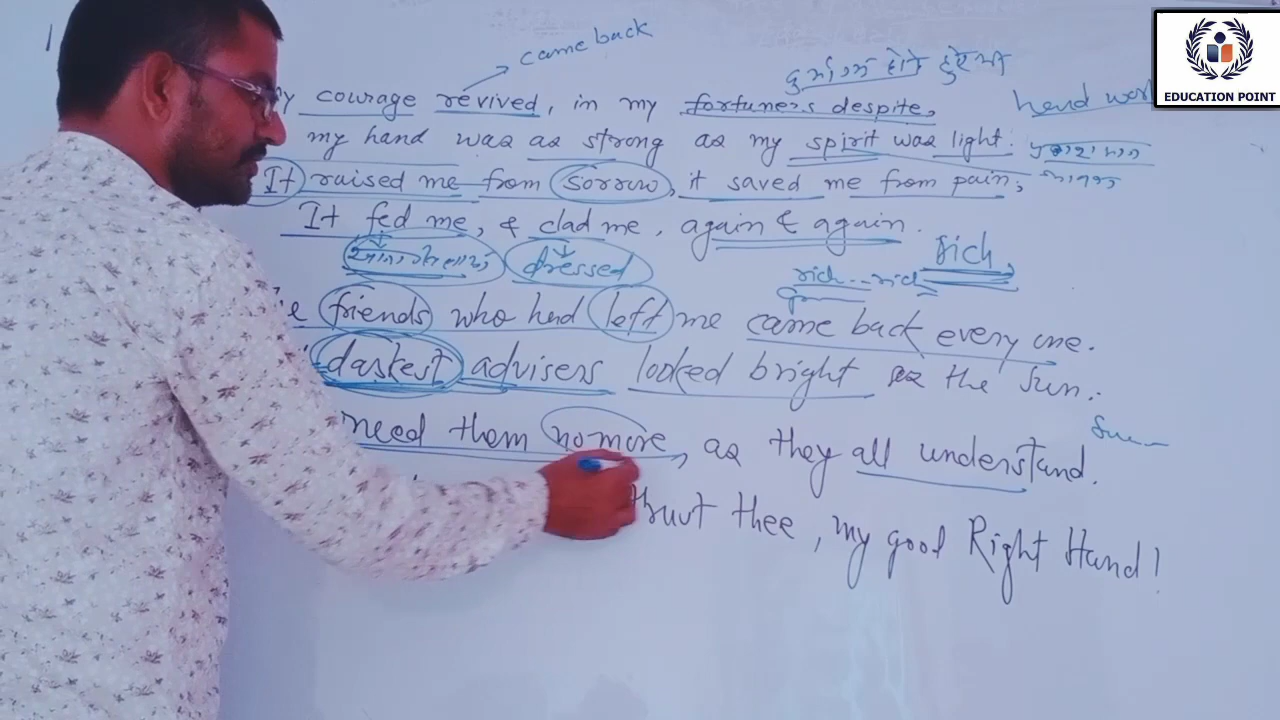 came back
courage revived, in my fortuners despite,
my hand was as strong as my spirit was light.
It raised me from sorrow, it saved me from pain,
It fed me, & clad me, again & again.
dressed
rich...rich
rich
friends who had left me came back every one.
darkest advisers looked bright as the Sun.
need them no more, as they all understand.
thee, my good Right Hand!
EDUCATION POINT